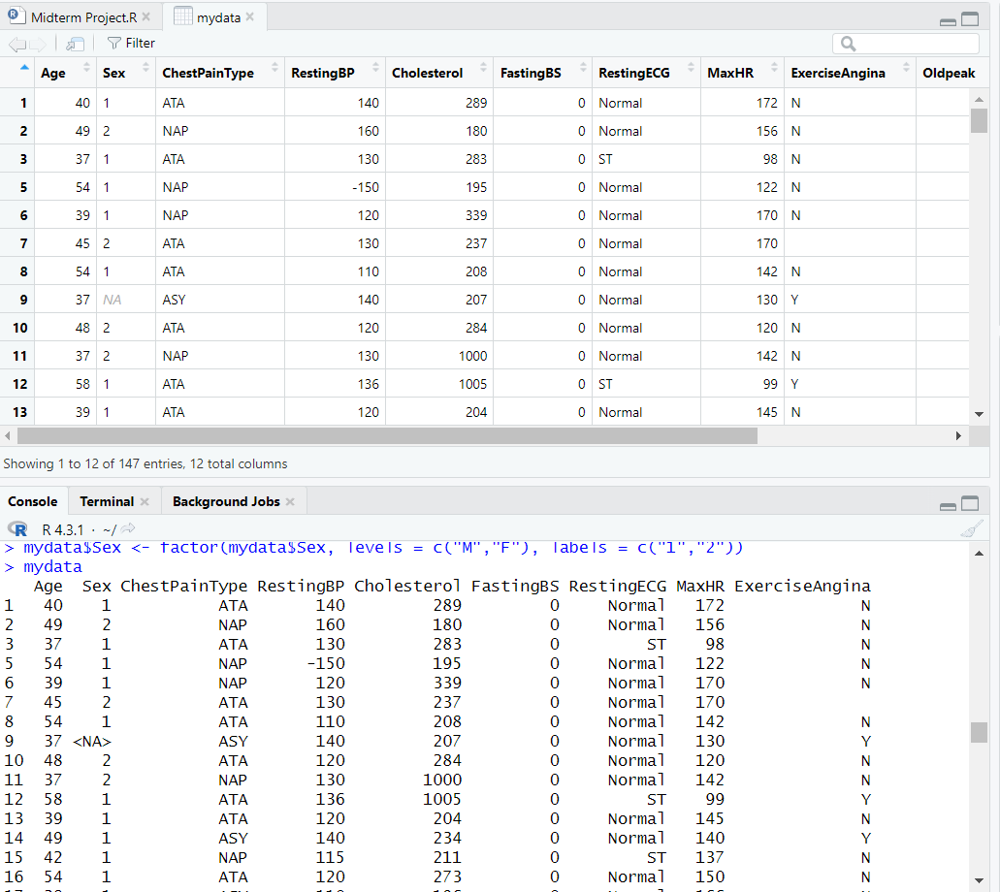 Midterm Project.R mydata
Filter
Age Sex ChestPainType RestingBP Cholesterol FastingBS RestingECG MaxHR ExerciseAngina Oldpeak
1 40 1 ATA 140 289 0 Normal 172 N
2 49 2 NAP 160 180 0 Normal 156 N
3 37 1 ATA 130 283 0 ST 98 N
5 54 1 NAP -150 195 0 Normal 122 N
6 39 1 NAP 120 339 0 Normal 170 N
7 45 2 ATA 130 237 0 Normal 170
8 54 1 ATA 110 208 0 Normal 142 N
9 37 NA ASY 140 207 0 Normal 130 Y
10 48 2 ATA 120 284 0 Normal 120 N
11 37 2 NAP 130 1000 0 Normal 142 N
12 58 1 ATA 136 1005 0 ST 99 Y
13 39 1 ATA 120 204 0 Normal 145 N
Showing 1 to 12 of 147 entries, 12 total columns
Console Terminal Background Jobs
R R 4.3.1 · ~/
> mydata$Sex <- factor(mydata$Sex, levels = c("M","F"), labels = c("1","2"))
> mydata
Age Sex ChestPainType RestingBP Cholesterol FastingBS RestingECG MaxHR ExerciseAngina
1 40 1 ATA 140 289 0 Normal 172 N
2 49 2 NAP 160 180 0 Normal 156 N
3 37 1 ATA 130 283 0 ST 98 N
5 54 1 NAP -150 195 0 Normal 122 N
6 39 1 NAP 120 339 0 Normal 170 N
7 45 2 ATA 130 237 0 Normal 170
8 54 1 ATA 110 208 0 Normal 142 N
9 37 <NA> ASY 140 207 0 Normal 130 Y
10 48 2 ATA 120 284 0 Normal 120 N
11 37 2 NAP 130 1000 0 Normal 142 N
12 58 1 ATA 136 1005 0 ST 99 Y
13 39 1 ATA 120 204 0 Normal 145 N
14 49 1 ASY 140 234 0 Normal 140 Y
15 42 1 NAP 115 211 0 ST 137 N
16 54 1 ATA 120 273 0 Normal 150 N